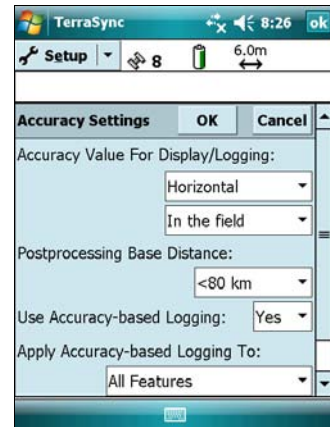 TerraSync 8:26 ok
Setup 8 6.0m
Accuracy Settings OK Cancel
Accuracy Value For Display/Logging:
Horizontal
In the field
Postprocessing Base Distance:
<80 km
Use Accuracy-based Logging: Yes
Apply Accuracy-based Logging To:
All Features